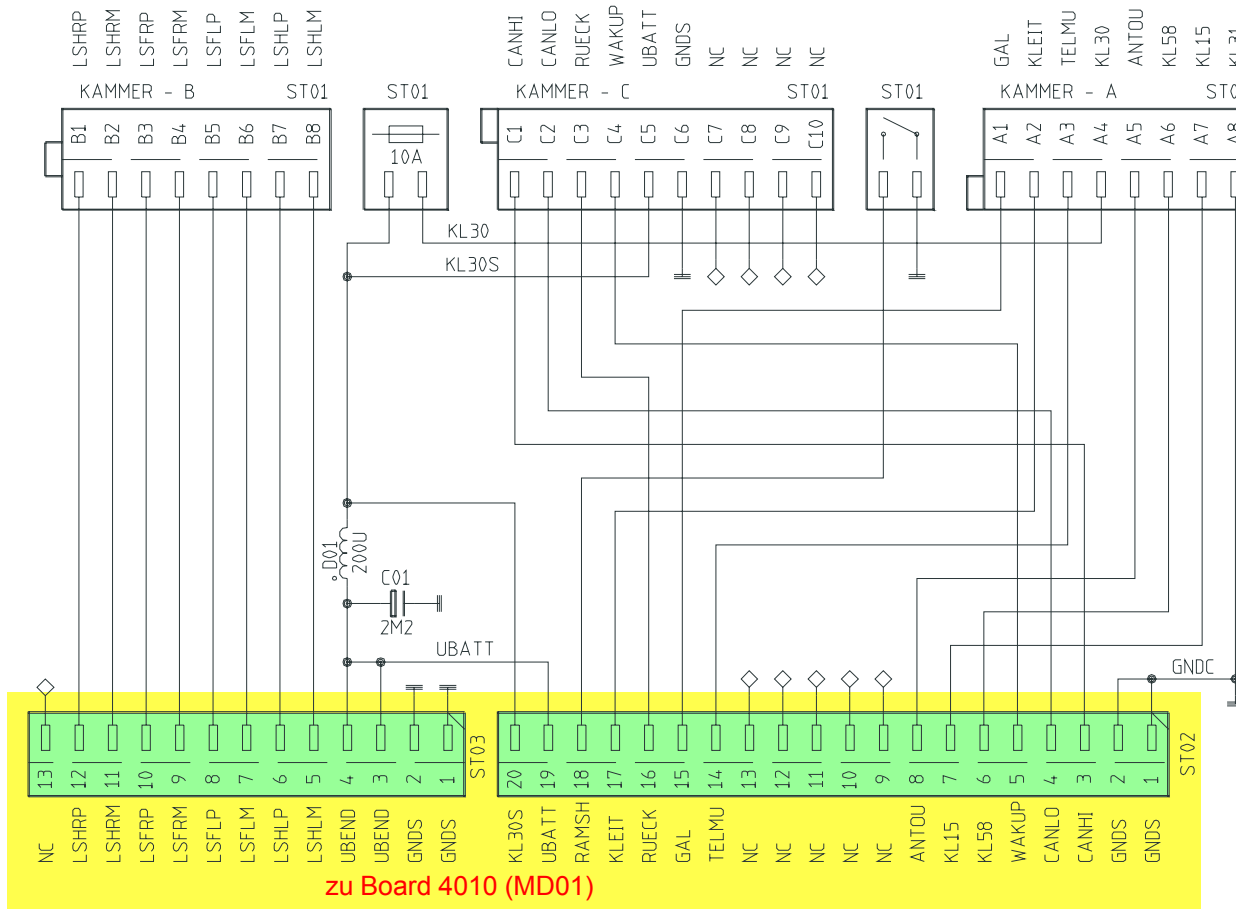 LSHRP LSHRM LSFRP LSFRM LSFLP LSFLM LSHLP LSHLM
CANHI CANLO RUECK WAKUP UBATT GNDS NC NC NC NC
GAL KLEIT TELMU KL30 ANTOU KL58 KL15 KL31
KAMMER - B ST01
ST01
KAMMER - C ST01
ST01
KAMMER - A
B1 B2 B3 B4 B5 B6 B7 B8
10A
C1 C2 C3 C4 C5 C6 C7 C8 C9 C10
A1 A2 A3 A4 A5 A6 A7 A8
KL30
KL30S
D01
200U
C01
2M2
UBATT
GNDC
13 12 11 10 9 8 7 6 5 4 3 2 1
ST03
20 19 18 17 16 15 14 13 12 11 10 9 8 7 6 5 4 3 2 1
ST02
NC LSHRP LSHRM LSFRP LSFRM LSFLP LSFLM LSHLP LSHLM UBEND UBEND GNDS GNDS
KL30S UBATT RAMSH KLEIT RUECK GAL TELMU NC NC NC NC NC ANTOU KL15 KL58 WAKUP CANLO CANHI GNDS GNDS
zu Board 4010 (MD01)